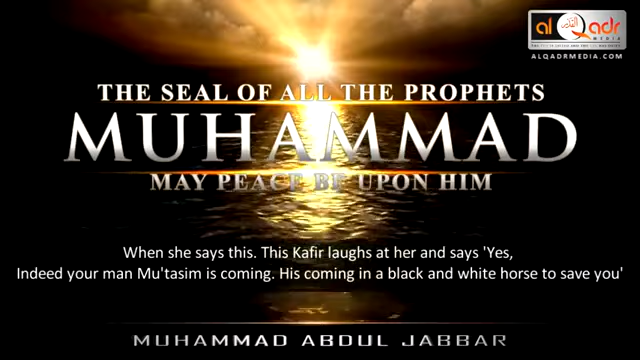 al Qadr
MEDIA
ALQADRMEDIA.COM
THE SEAL OF ALL THE PROPHETS
MUHAMMAD
MAY PEACE BE UPON HIM
When she says this. This Kafir laughs at her and says 'Yes,
Indeed your man Mu'tasim is coming. His coming in a black and white horse to save you'
MUHAMMAD ABDUL JABBAR